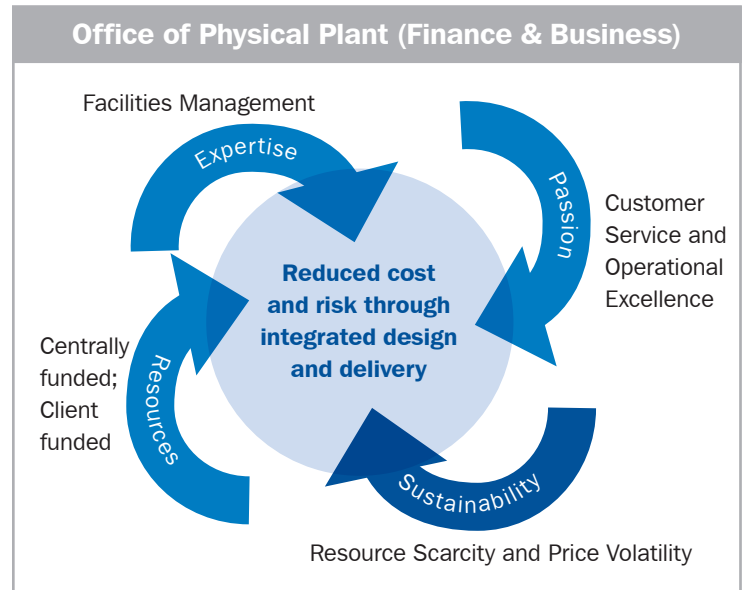 Office of Physical Plant (Finance & Business)
Facilities Management
Expertise
Passion
Customer
Service and
Operational
Excellence
Reduced cost
and risk through
integrated design
and delivery
Centrally
funded;
Client
funded
Resources
Sustainability
Resource Scarcity and Price Volatility